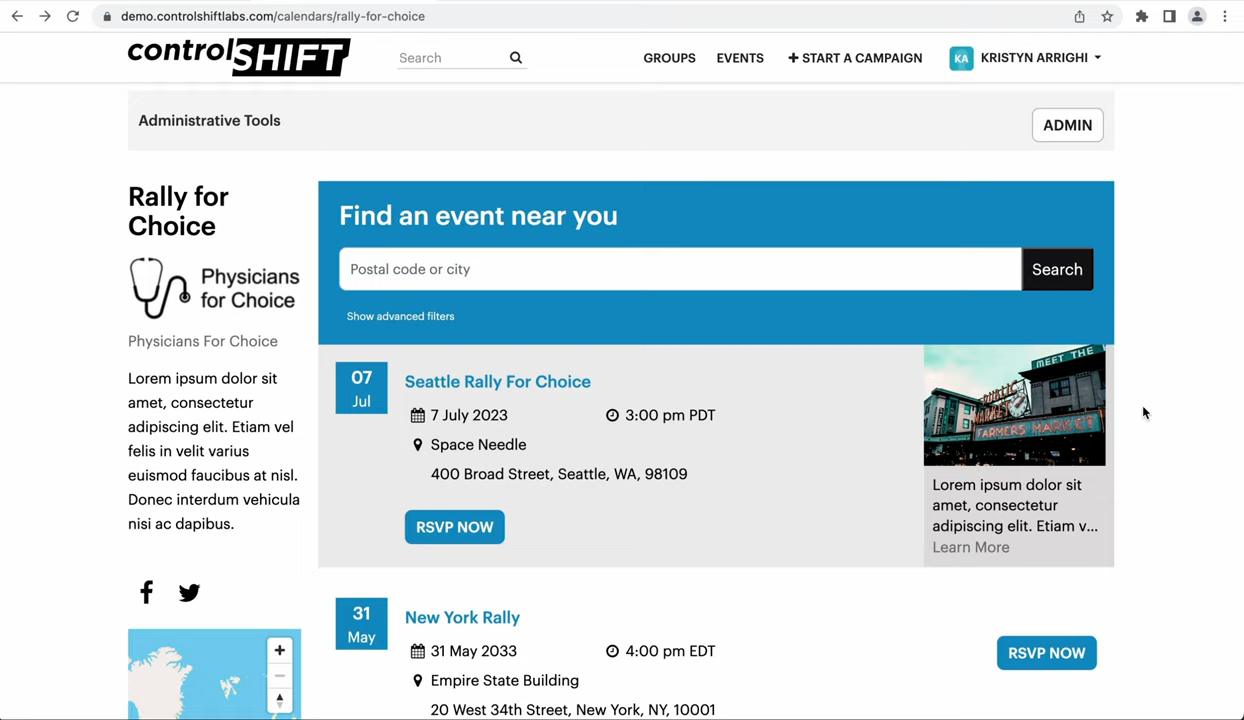 demo.controlshiftlabs.com/calendars/rally-for-choice
controlSHIFT
Search
GROUPS
EVENTS
+ START A CAMPAIGN
KA
KRISTYN ARRIGHI
Administrative Tools
ADMIN
Rally for
Choice
Physicians
for Choice
Physicians For Choice
Lorem ipsum dolor sit
amet, consectetur
adipiscing elit. Etiam vel
felis in velit varius
euismod faucibus at nisl.
Donec interdum vehicula
nisi ac dapibus.
Find an event near you
Postal code or city
Search
Show advanced filters
07
Jul
Seattle Rally For Choice
7 July 2023
3:00 pm PDT
Space Needle
400 Broad Street, Seattle, WA, 98109
RSVP NOW
MEET THE
PUBLIC
MARKET
FARMERS MARKET
Lorem ipsum dolor sit
amet, consectetur
adipiscing elit. Etiam v...
Learn More
31
May
New York Rally
31 May 2033
4:00 pm EDT
Empire State Building
20 West 34th Street, New York, NY, 10001
RSVP NOW